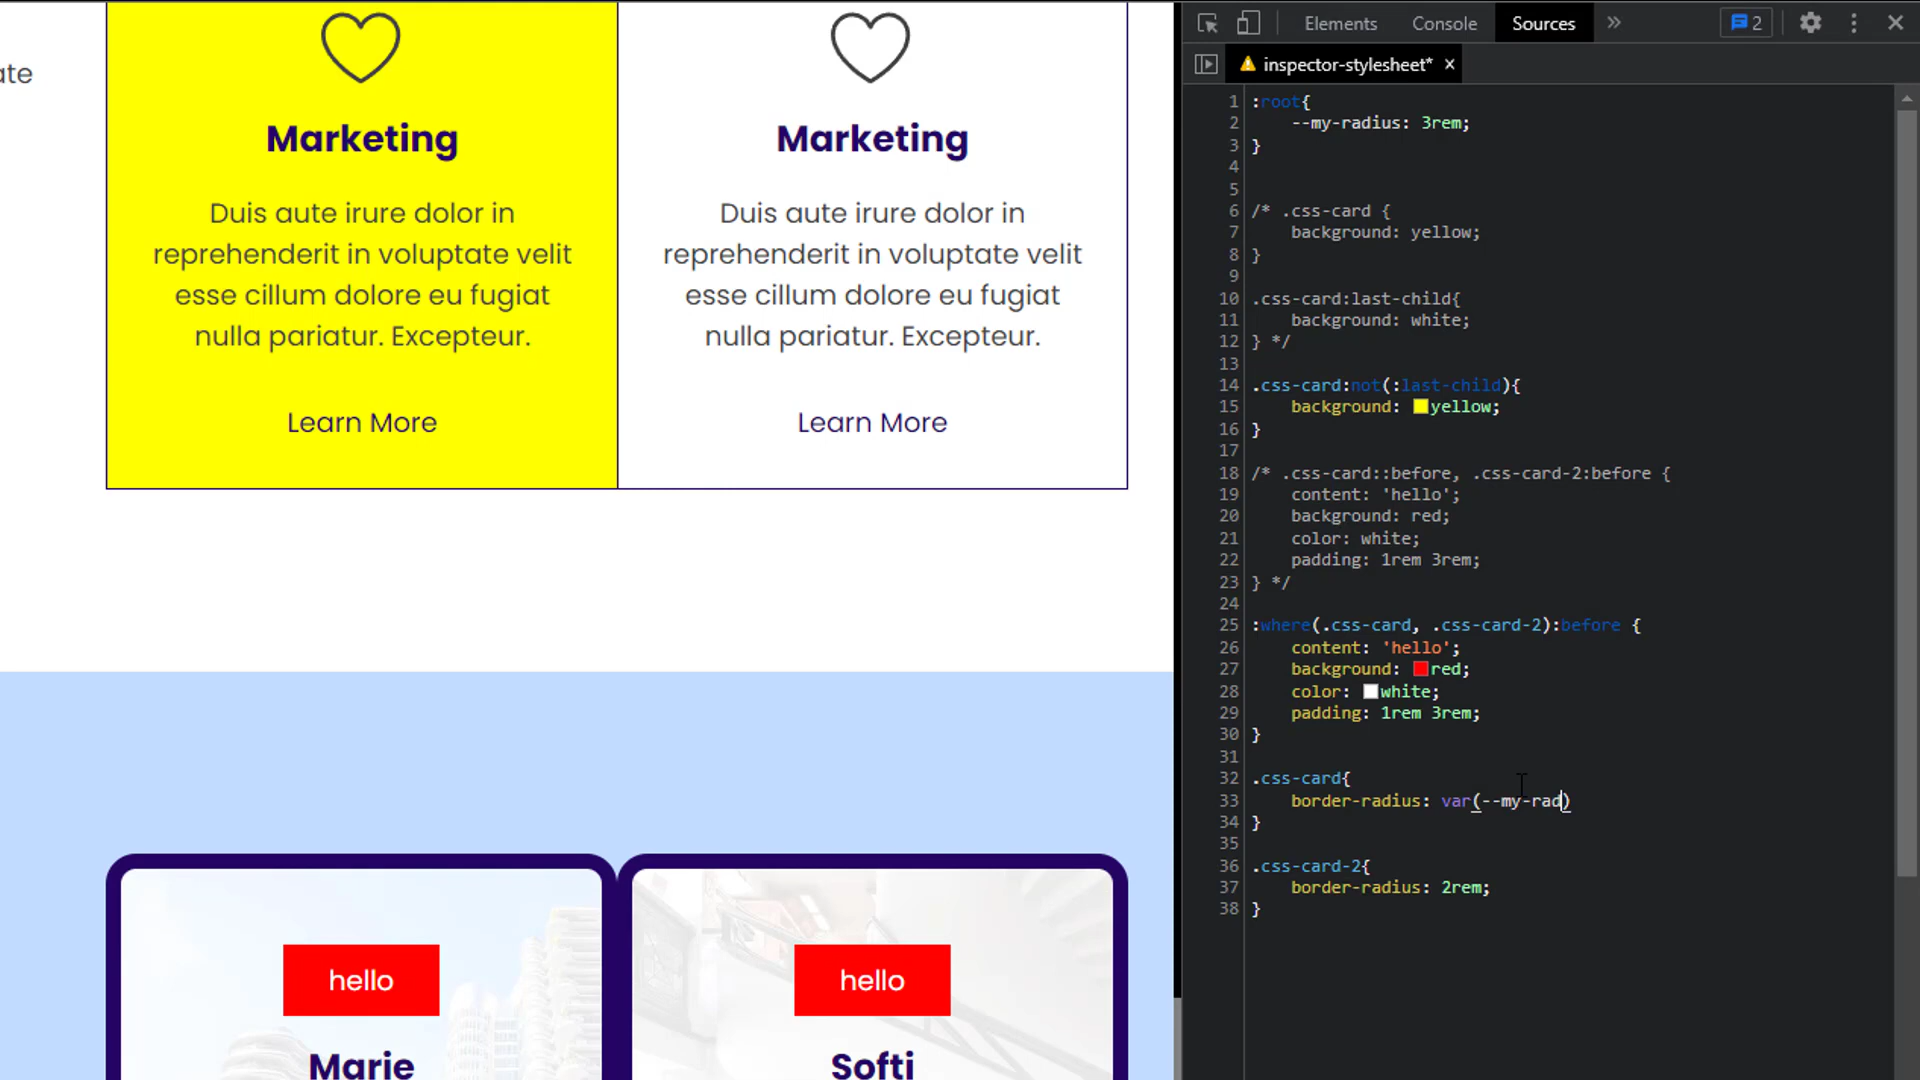 ate
Marketing
Duis aute irure dolor in
reprehenderit in voluptate velit
esse cillum dolore eu fugiat
nulla pariatur. Excepteur.
Learn More
Marketing
Duis aute irure dolor in
reprehenderit in voluptate velit
esse cillum dolore eu fugiat
nulla pariatur. Excepteur.
Learn More
hello
Marie
hello
Softi
Elements Console Sources » 2
inspector-stylesheet* ×
1 :root{
2 --my-radius: 3rem;
3 }
4
5
6 /* .css-card {
7 background: yellow;
8 }
9
10 .css-card:last-child{
11 background: white;
12 } */
13
14 .css-card:not(:last-child){
15 background: yellow;
16 }
17
18 /* .css-card::before, .css-card-2:before {
19 content: 'hello';
20 background: red;
21 color: white;
22 padding: 1rem 3rem;
23 } */
24
25 :where(.css-card, .css-card-2):before {
26 content: 'hello';
27 background: red;
28 color: white;
29 padding: 1rem 3rem;
30 }
31
32 .css-card{
33 border-radius: var(--my-rad)
34 }
35
36 .css-card-2{
37 border-radius: 2rem;
38 }